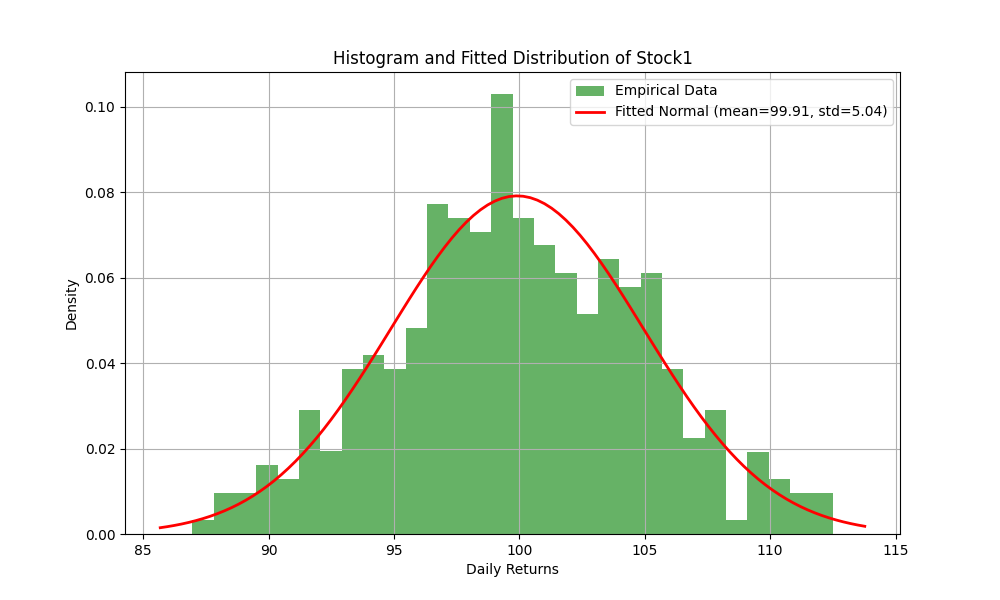 Histogram and Fitted Distribution of Stock1
Empirical Data
Fitted Normal (mean=99.91, std=5.04)
0.10
0.08
0.06
0.04
0.02
0.00
Density
85
90
95
100
105
110
115
Daily Returns